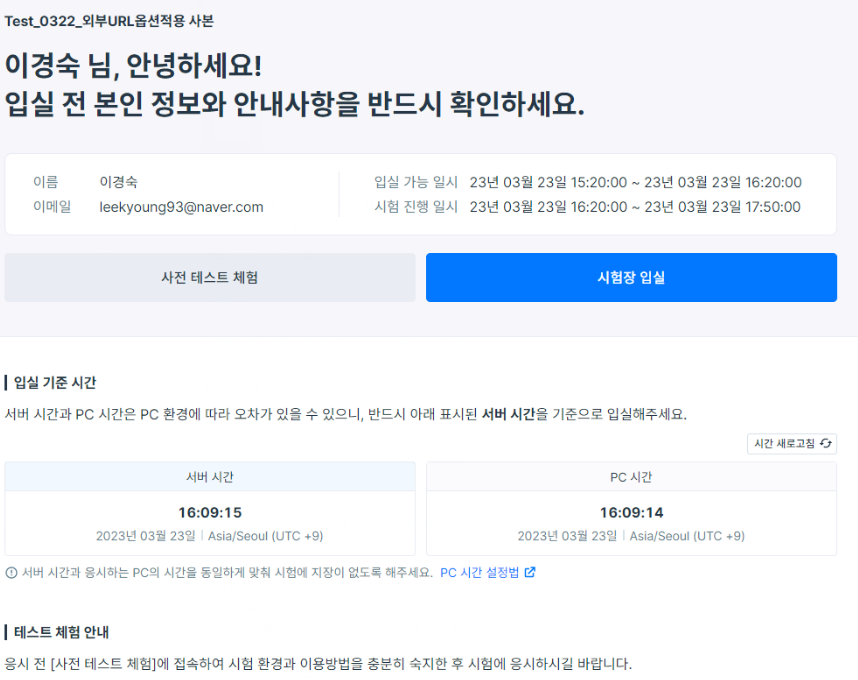 Test_0322_외부URL옵션적용 사본
이경숙 님, 안녕하세요!
입실 전 본인 정보와 안내사항을 반드시 확인하세요.
이름 이경숙
이메일 leekyoung93@naver.com
입실 가능 일시 23년 03월 23일 15:20:00 ~ 23년 03월 23일 16:20:00
시험 진행 일시 23년 03월 23일 16:20:00 ~ 23년 03월 23일 17:50:00
사전 테스트 체험
시험장 입실
입실 기준 시간
서버 시간과 PC 시간은 PC 환경에 따라 오차가 있을 수 있으니, 반드시 아래 표시된 서버 시간을 기준으로 입실해주세요.
시간 새로고침
서버 시간
16:09:15
2023년 03월 23일 | Asia/Seoul (UTC +9)
PC 시간
16:09:14
2023년 03월 23일 | Asia/Seoul (UTC +9)
서버 시간과 응시하는 PC의 시간을 동일하게 맞춰 시험에 지장이 없도록 해주세요. PC 시간 설정법
테스트 체험 안내
응시 전 [사전 테스트 체험]에 접속하여 시험 환경과 이용방법을 충분히 숙지한 후 시험에 응시하시길 바랍니다.